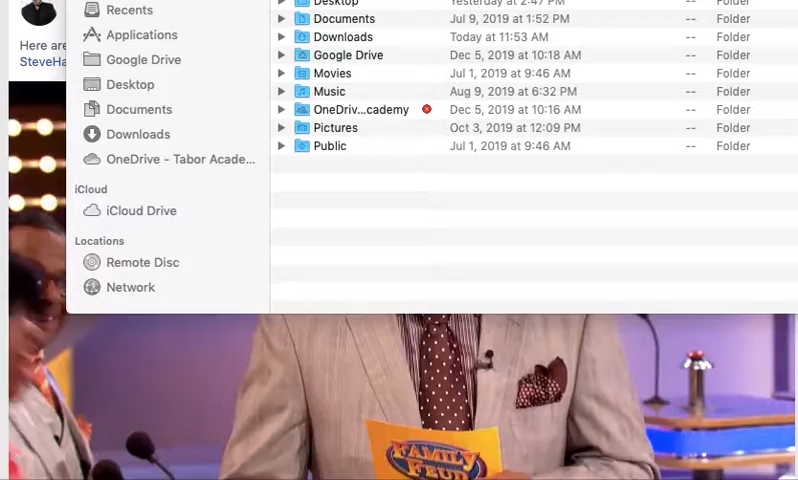 Recents
Applications
Google Drive
Desktop
Documents
Downloads
OneDrive - Tabor Acade...
iCloud
iCloud Drive
Locations
Remote Disc
Network
Desktop Yesterday at 2:47 PM -- Folder
Documents Jul 9, 2019 at 1:52 PM -- Folder
Downloads Today at 11:53 AM -- Folder
Google Drive Dec 5, 2019 at 10:18 AM -- Folder
Movies Jul 1, 2019 at 9:46 AM -- Folder
Music Aug 9, 2019 at 6:32 PM -- Folder
OneDriv...cademy Dec 5, 2019 at 10:16 AM -- Folder
Pictures Oct 3, 2019 at 12:09 PM -- Folder
Public Jul 1, 2019 at 9:46 AM -- Folder
Here are
SteveHa
FAMILY
FEUD